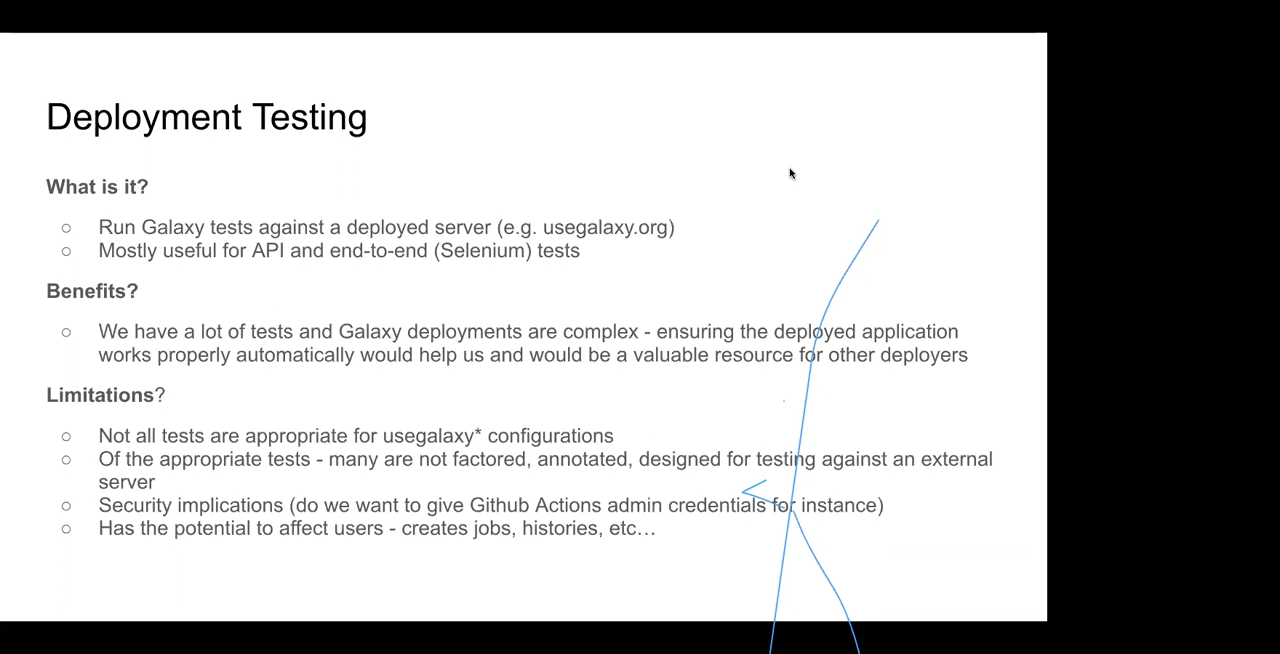 Deployment Testing
What is it?
○ Run Galaxy tests against a deployed server (e.g. usegalaxy.org)
○ Mostly useful for API and end-to-end (Selenium) tests
Benefits?
○ We have a lot of tests and Galaxy deployments are complex - ensuring the deployed application
works properly automatically would help us and would be a valuable resource for other deployers
Limitations?
○ Not all tests are appropriate for usegalaxy* configurations
○ Of the appropriate tests - many are not factored, annotated, designed for testing against an external
server
○ Security implications (do we want to give Github Actions admin credentials for instance)
○ Has the potential to affect users - creates jobs, histories, etc…